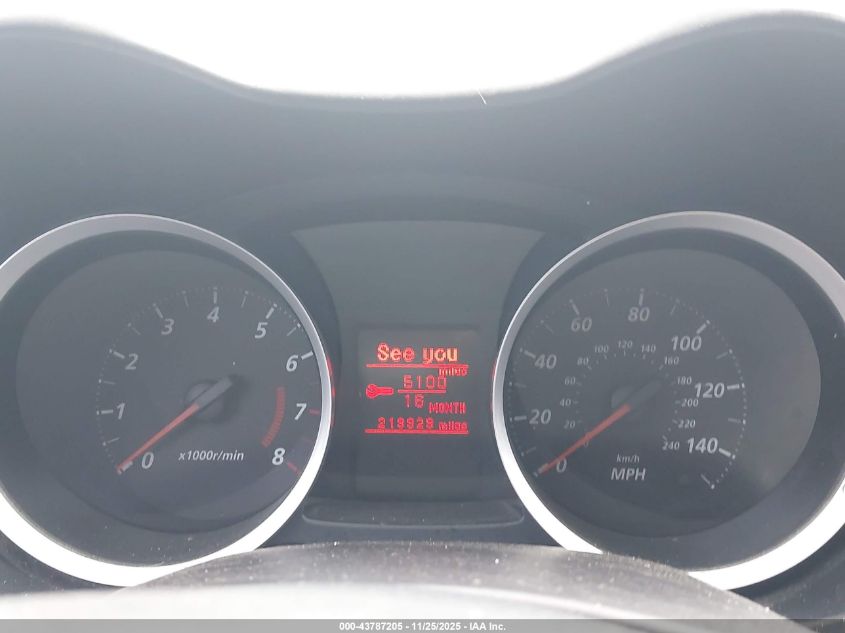 0 1 2 3 4 5 6 7 8
x1000r/min
See you
miles
5100
16 MONTH
219929 miles
0 20 40 60 80 100 120 140
20 40 60 80 100 120 140 160 180 200 220 240
km/h
MPH
000-43787205 - 11/25/2025 - IAA Inc.